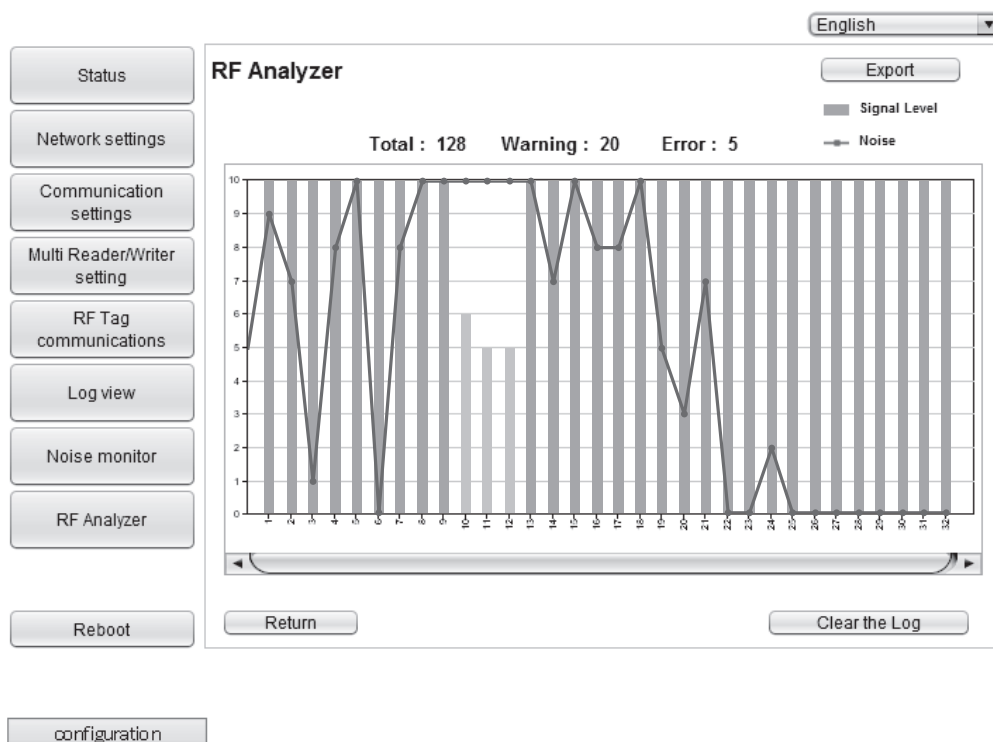 English
Status
Network settings
Communication
settings
Multi Reader/Writer
setting
RF Tag
communications
Log view
Noise monitor
RF Analyzer
Reboot
RF Analyzer
Export
Signal Level
Noise
Total : 128 Warning : 20 Error : 5
10
9
8
7
6
5
4
3
2
1
0
1 2 3 4 5 6 7 8 9 10 11 12 13 14 15 16 17 18 19 20 21 22 23 24 25 26 27 28 29 30 31 32
Return
Clear the Log
configuration